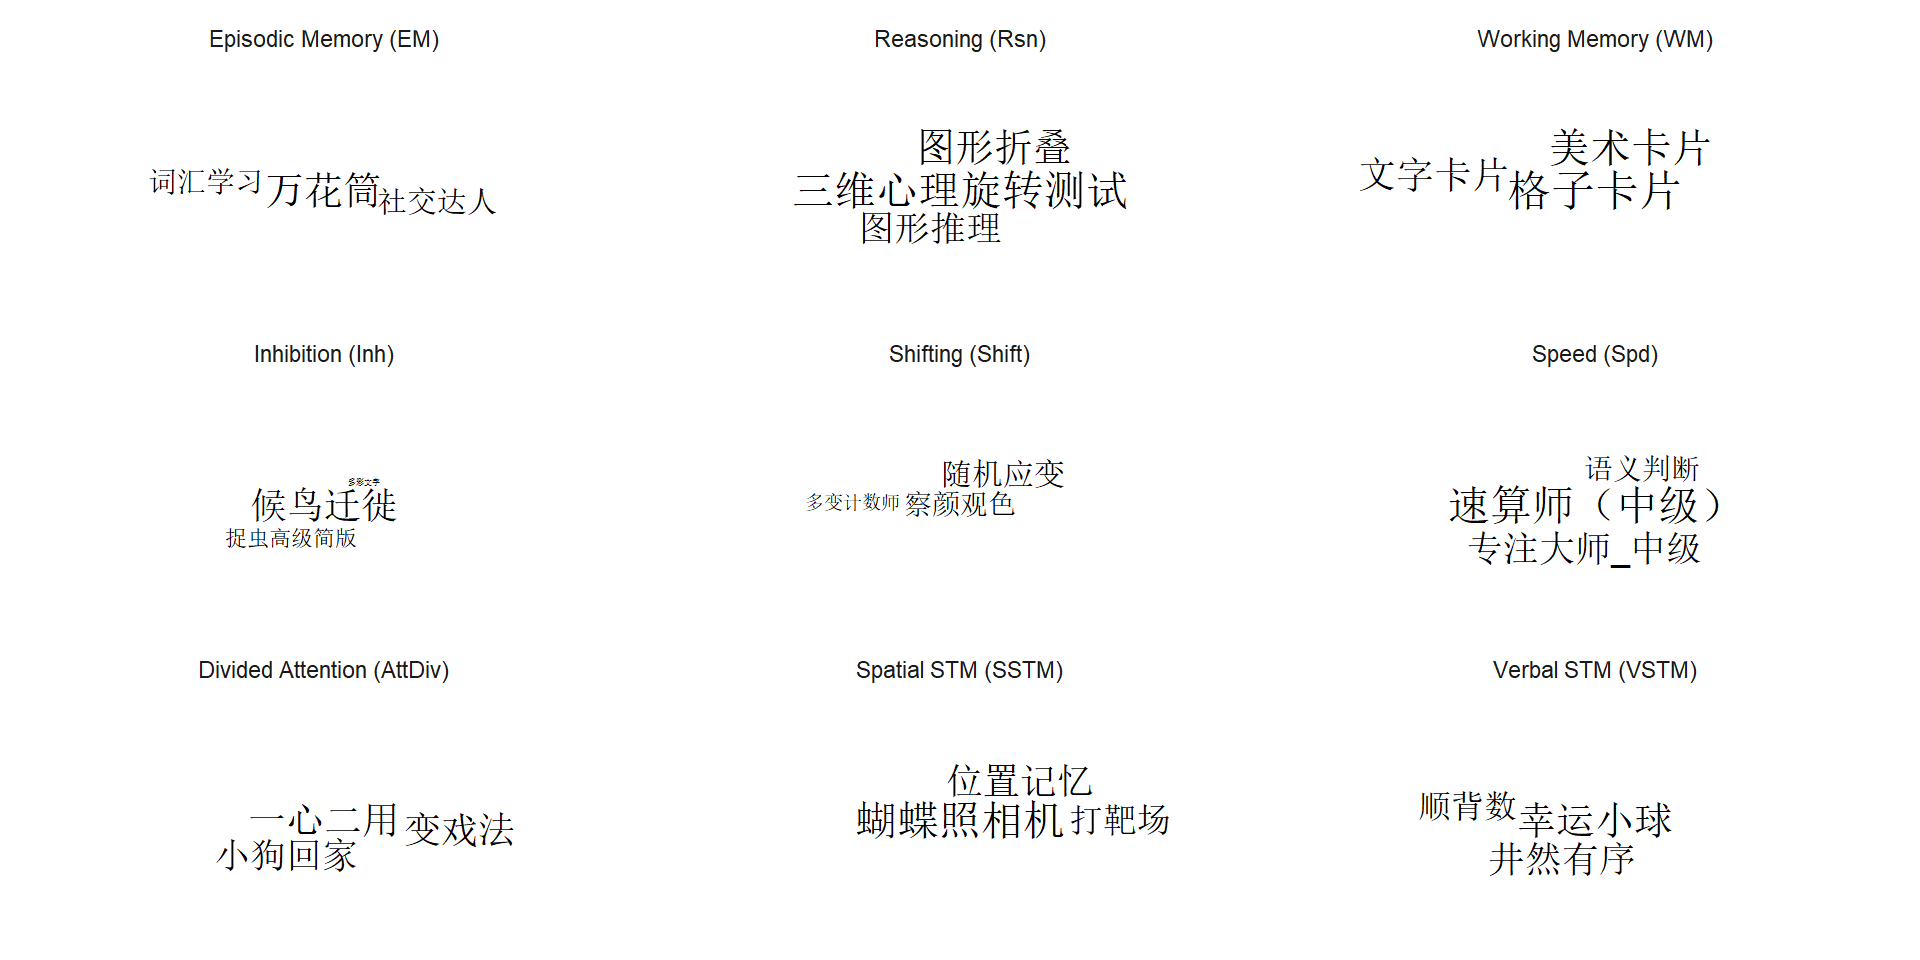 Episodic Memory (EM)
词汇学习
万花筒
社交达人
Reasoning (Rsn)
图形折叠
三维心理旋转测试
图形推理
Working Memory (WM)
美术卡片
文字卡片
格子卡片
Inhibition (Inh)
多彩文字
候鸟迁徙
捉虫高级简版
Shifting (Shift)
随机应变
多变计数师
察颜观色
Speed (Spd)
语义判断
速算师（中级）
专注大师_中级
Divided Attention (AttDiv)
一心二用
变戏法
小狗回家
Spatial STM (SSTM)
位置记忆
蝴蝶照相机
打靶场
Verbal STM (VSTM)
顺背数
幸运小球
井然有序